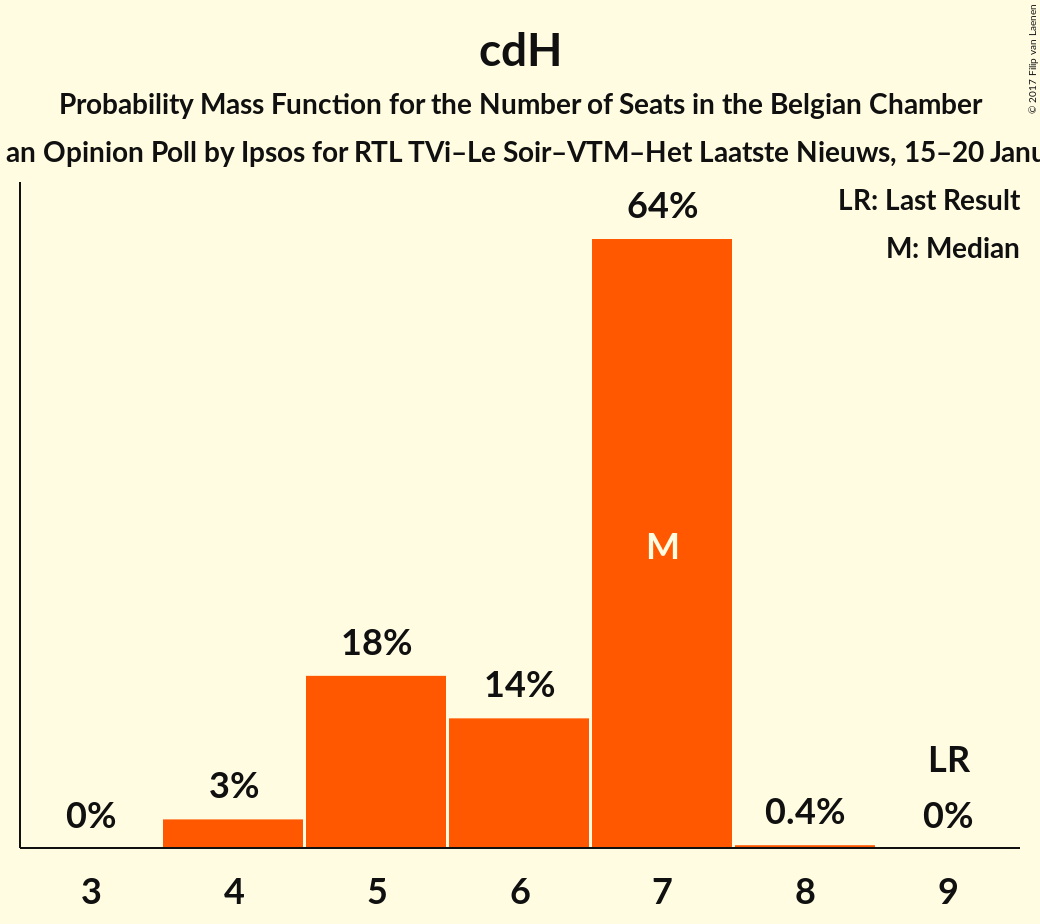 cdH
Probability Mass Function for the Number of Seats in the Belgian Chamber
an Opinion Poll by Ipsos for RTL TVi–Le Soir–VTM–Het Laatste Nieuws, 15–20 Janu
© 2017 Filip van Laenen
LR: Last Result
M: Median
64%
M
18%
14%
3%
0%
0.4%
LR
0%
3 4 5 6 7 8 9